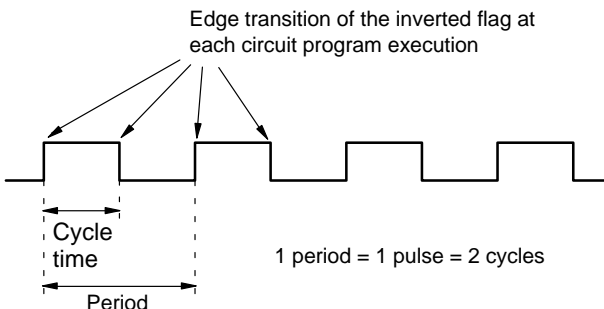 Edge transition of the inverted flag at
each circuit program execution
Cycle
time
1 period = 1 pulse = 2 cycles
Period